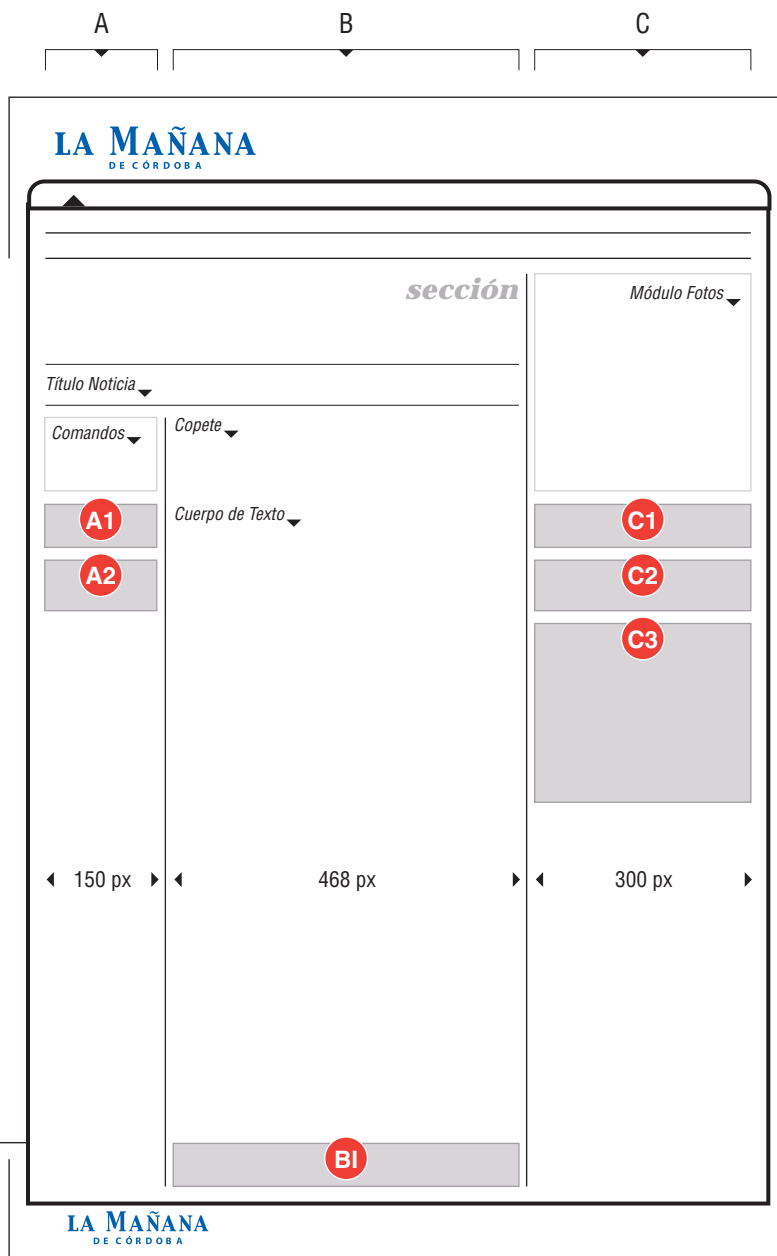 A B C
LA MAÑANA
DE CÓRDOBA
sección
Módulo Fotos
Título Noticia
Comandos
Copete
A1
Cuerpo de Texto
C1
A2
C2
C3
150 px 468 px 300 px
BI
LA MAÑANA
DE CÓRDOBA